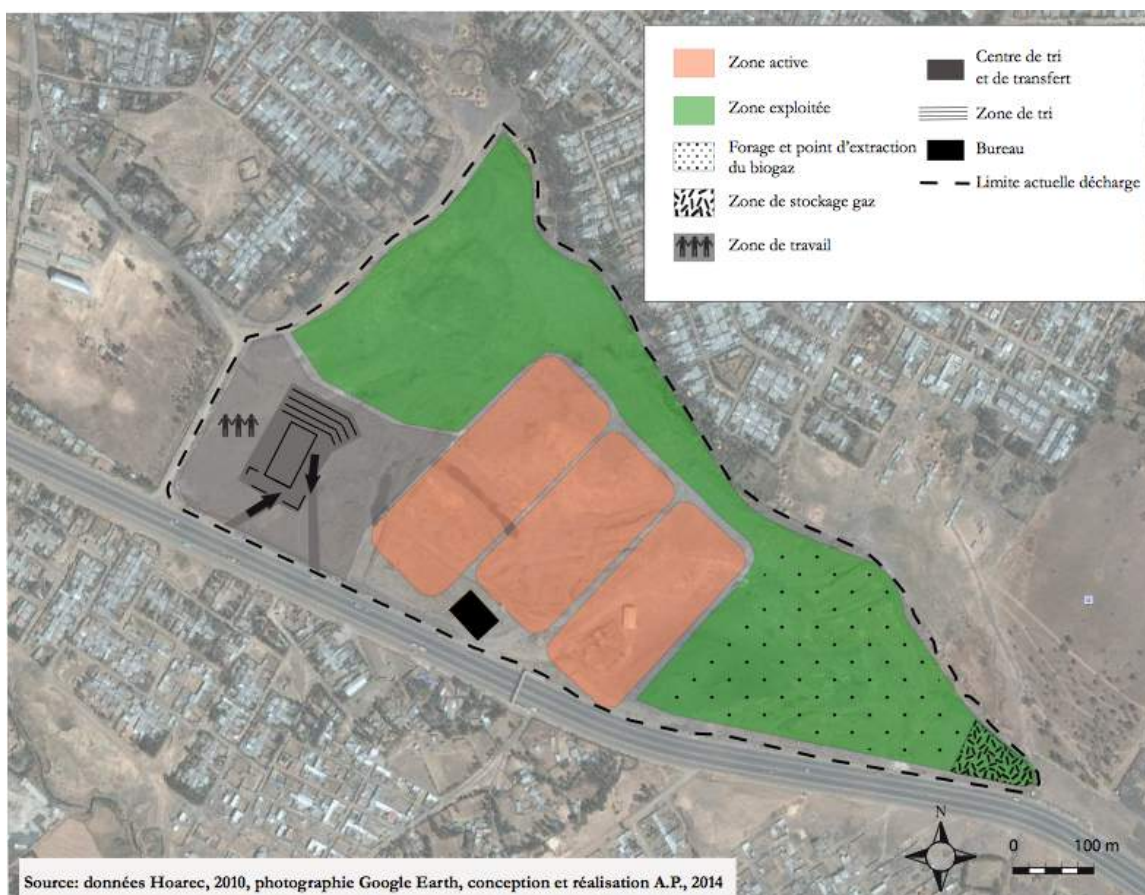 Zone active
Zone exploitée
Forage et point d'extraction
du biogaz
Zone de stockage gaz
Zone de travail
Centre de tri
et de transfert
Zone de tri
Bureau
Limite actuelle décharge
N
0 100 m
Source: données Hoarec, 2010, photographie Google Earth, conception et réalisation A.P., 2014